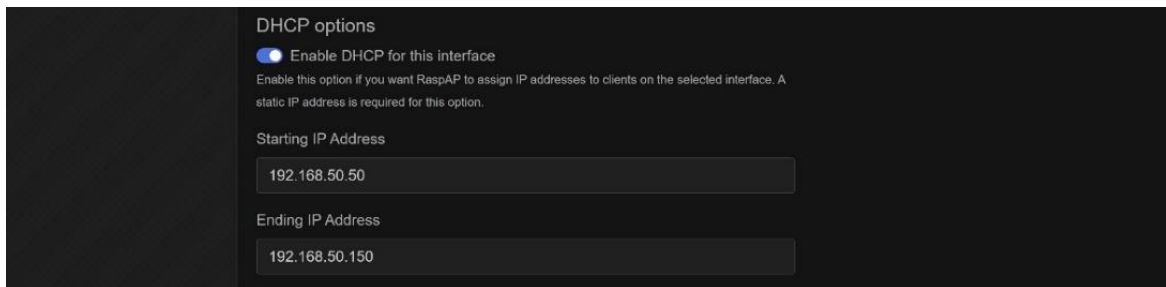 DHCP options
Enable DHCP for this interface
Enable this option if you want RaspAP to assign IP addresses to clients on the selected interface. A
static IP address is required for this option.
Starting IP Address
192.168.50.50
Ending IP Address
192.168.50.150